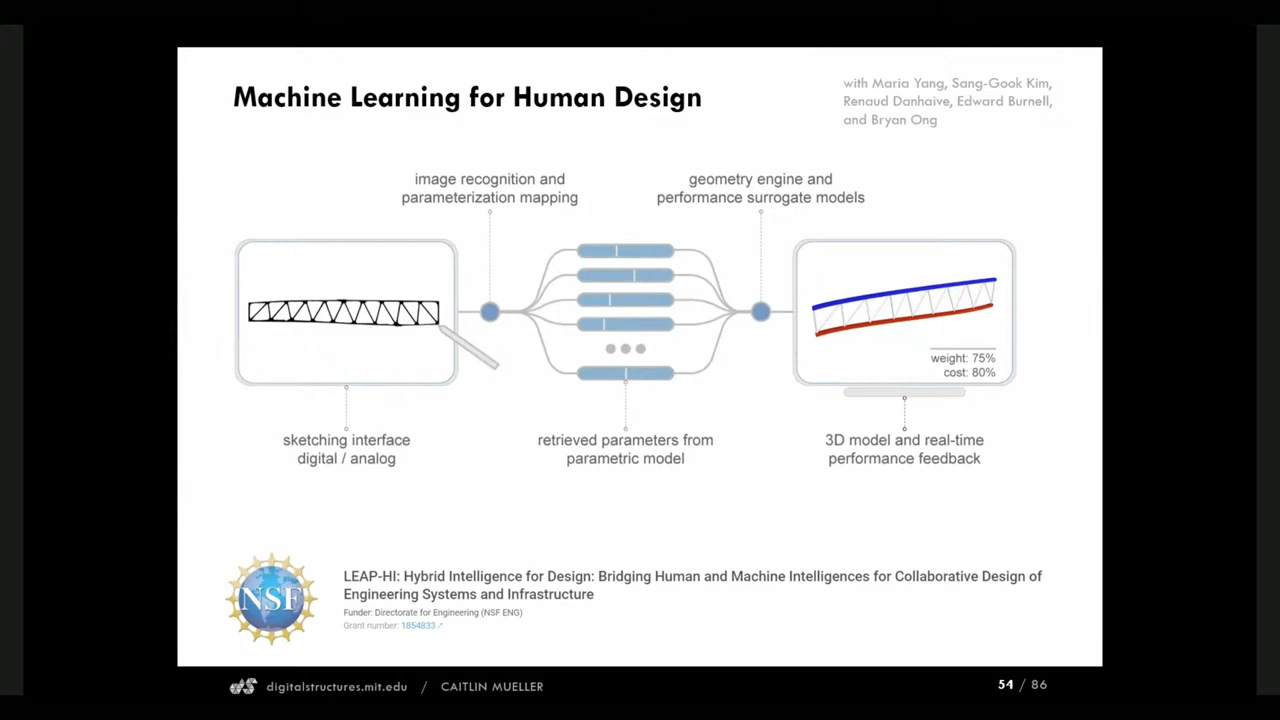 Machine Learning for Human Design
with Maria Yang, Sang-Gook Kim,
Renaud Danhaive, Edward Burnell,
and Bryan Ong
image recognition and
parameterization mapping
geometry engine and
performance surrogate models
weight: 75%
cost: 80%
sketching interface
digital / analog
retrieved parameters from
parametric model
3D model and real-time
performance feedback
NSF
LEAP-HI: Hybrid Intelligence for Design: Bridging Human and Machine Intelligences for Collaborative Design of
Engineering Systems and Infrastructure
Funder: Directorate for Engineering (NSF ENG)
Grant number: 1854833
digitalstructures.mit.edu / CAITLIN MUELLER
54 / 86